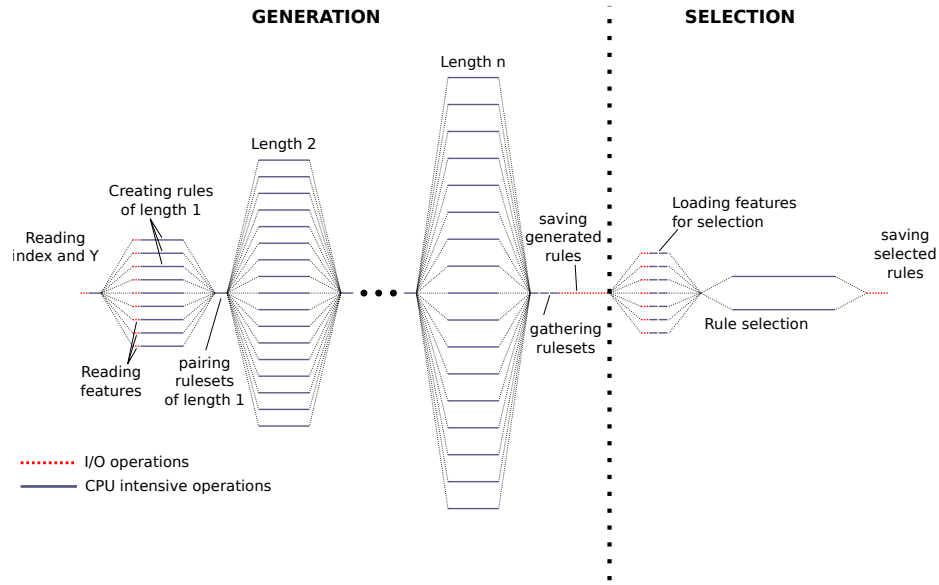 GENERATION
SELECTION
Length n
Length 2
Creating rules
of length 1
Reading
index and Y
saving
generated
rules
Loading features
for selection
saving
selected
rules
Reading
features
pairing
rulesets
of length 1
gathering
rulesets
Rule selection
I/O operations
CPU intensive operations